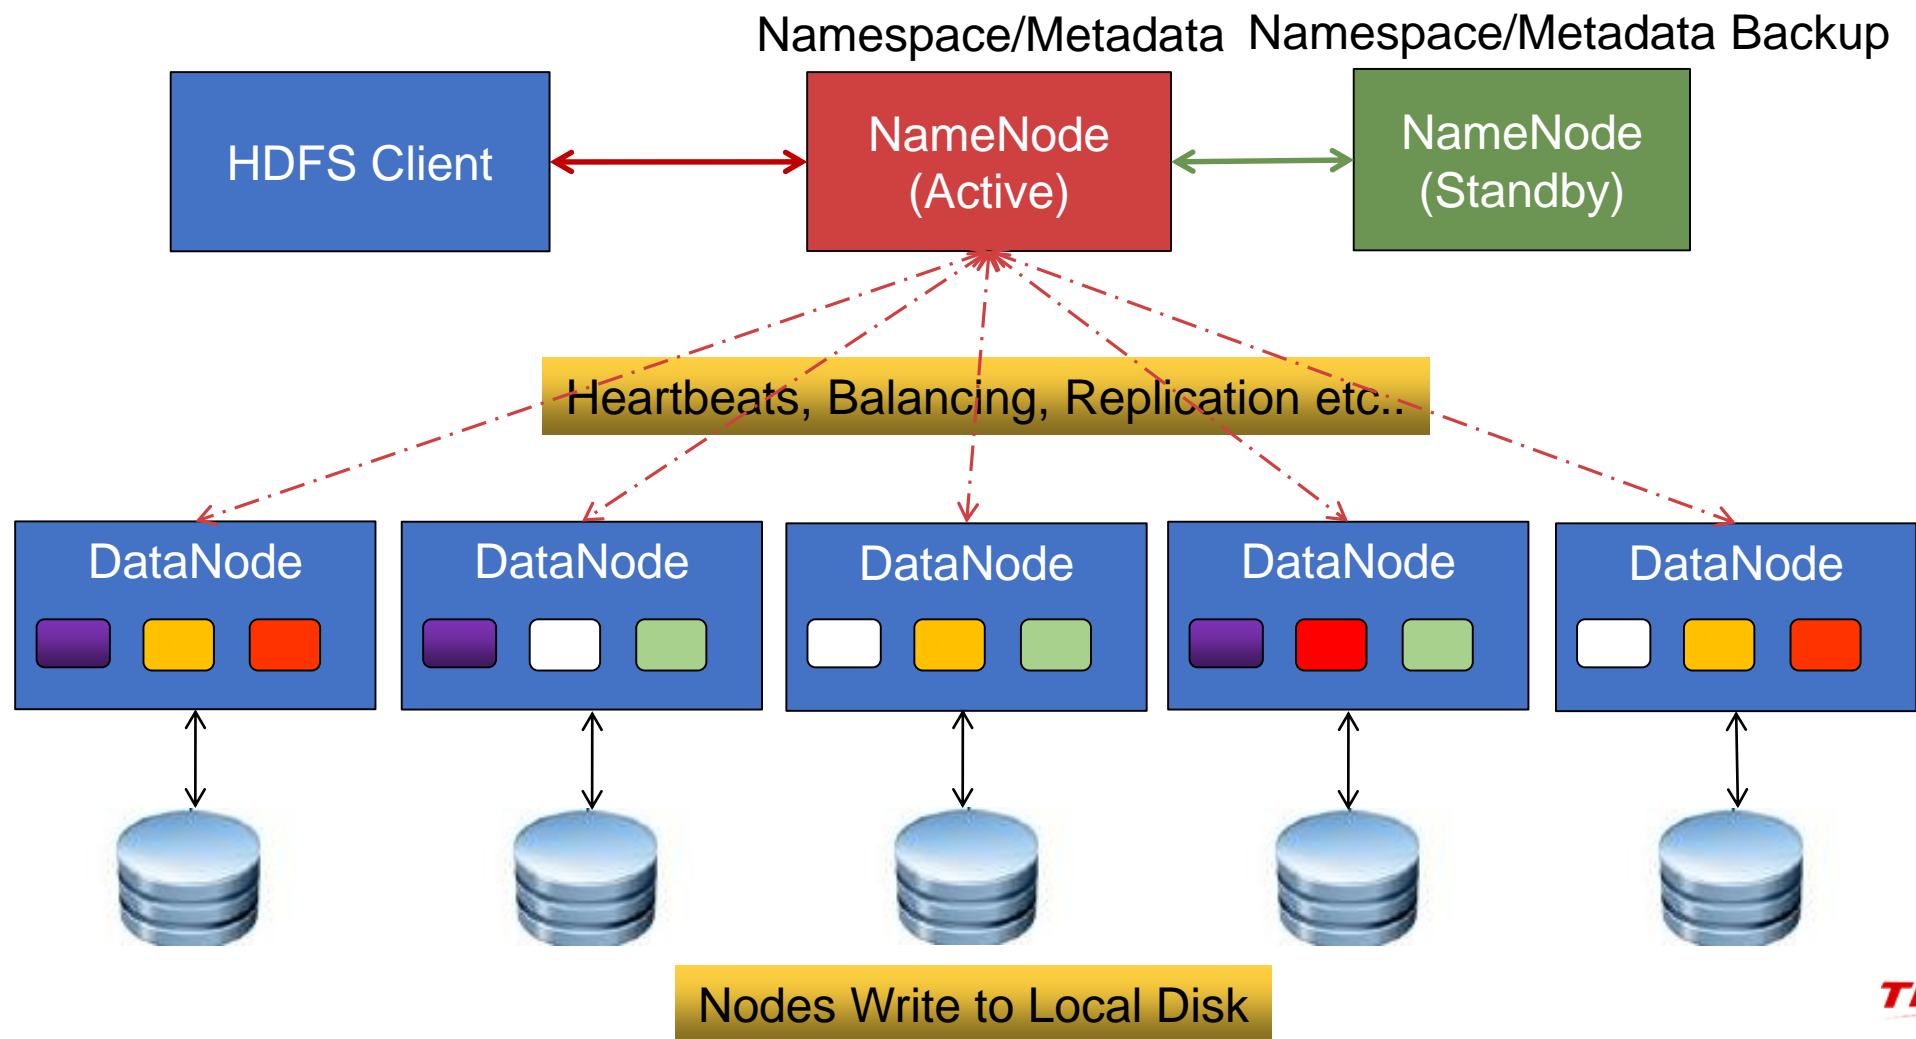 Namespace/Metadata Namespace/Metadata Backup
HDFS Client
NameNode
(Active)
NameNode
(Standby)
Heartbeats, Balancing, Replication etc..
DataNode
DataNode
DataNode
DataNode
DataNode
Nodes Write to Local Disk